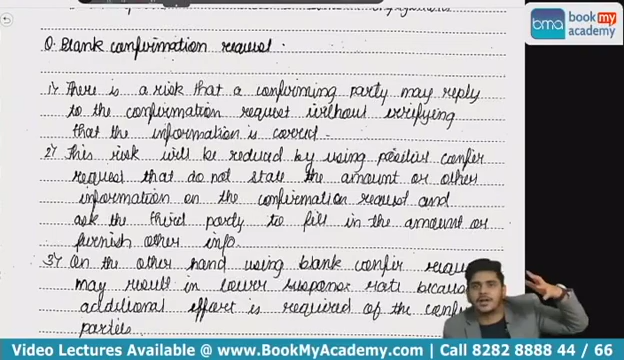 bma
book my
academy
Q. Blank confirmation request.
1) There is a risk that a confirming party may reply
to the confirmation request without verifying
that the information is correct.
2) This risk will be reduced by using positive confir
request that do not state the amount or other
information on the confirmation request and
ask the third party to fill in the amount or
furnish other info.
3) On the other hand using blank confir reque
may result in lower response rate because
additional effort is required of the conf
parties.
Video Lectures Available @ www.BookMyAcademy.com | Call 8282 8888 44 / 66